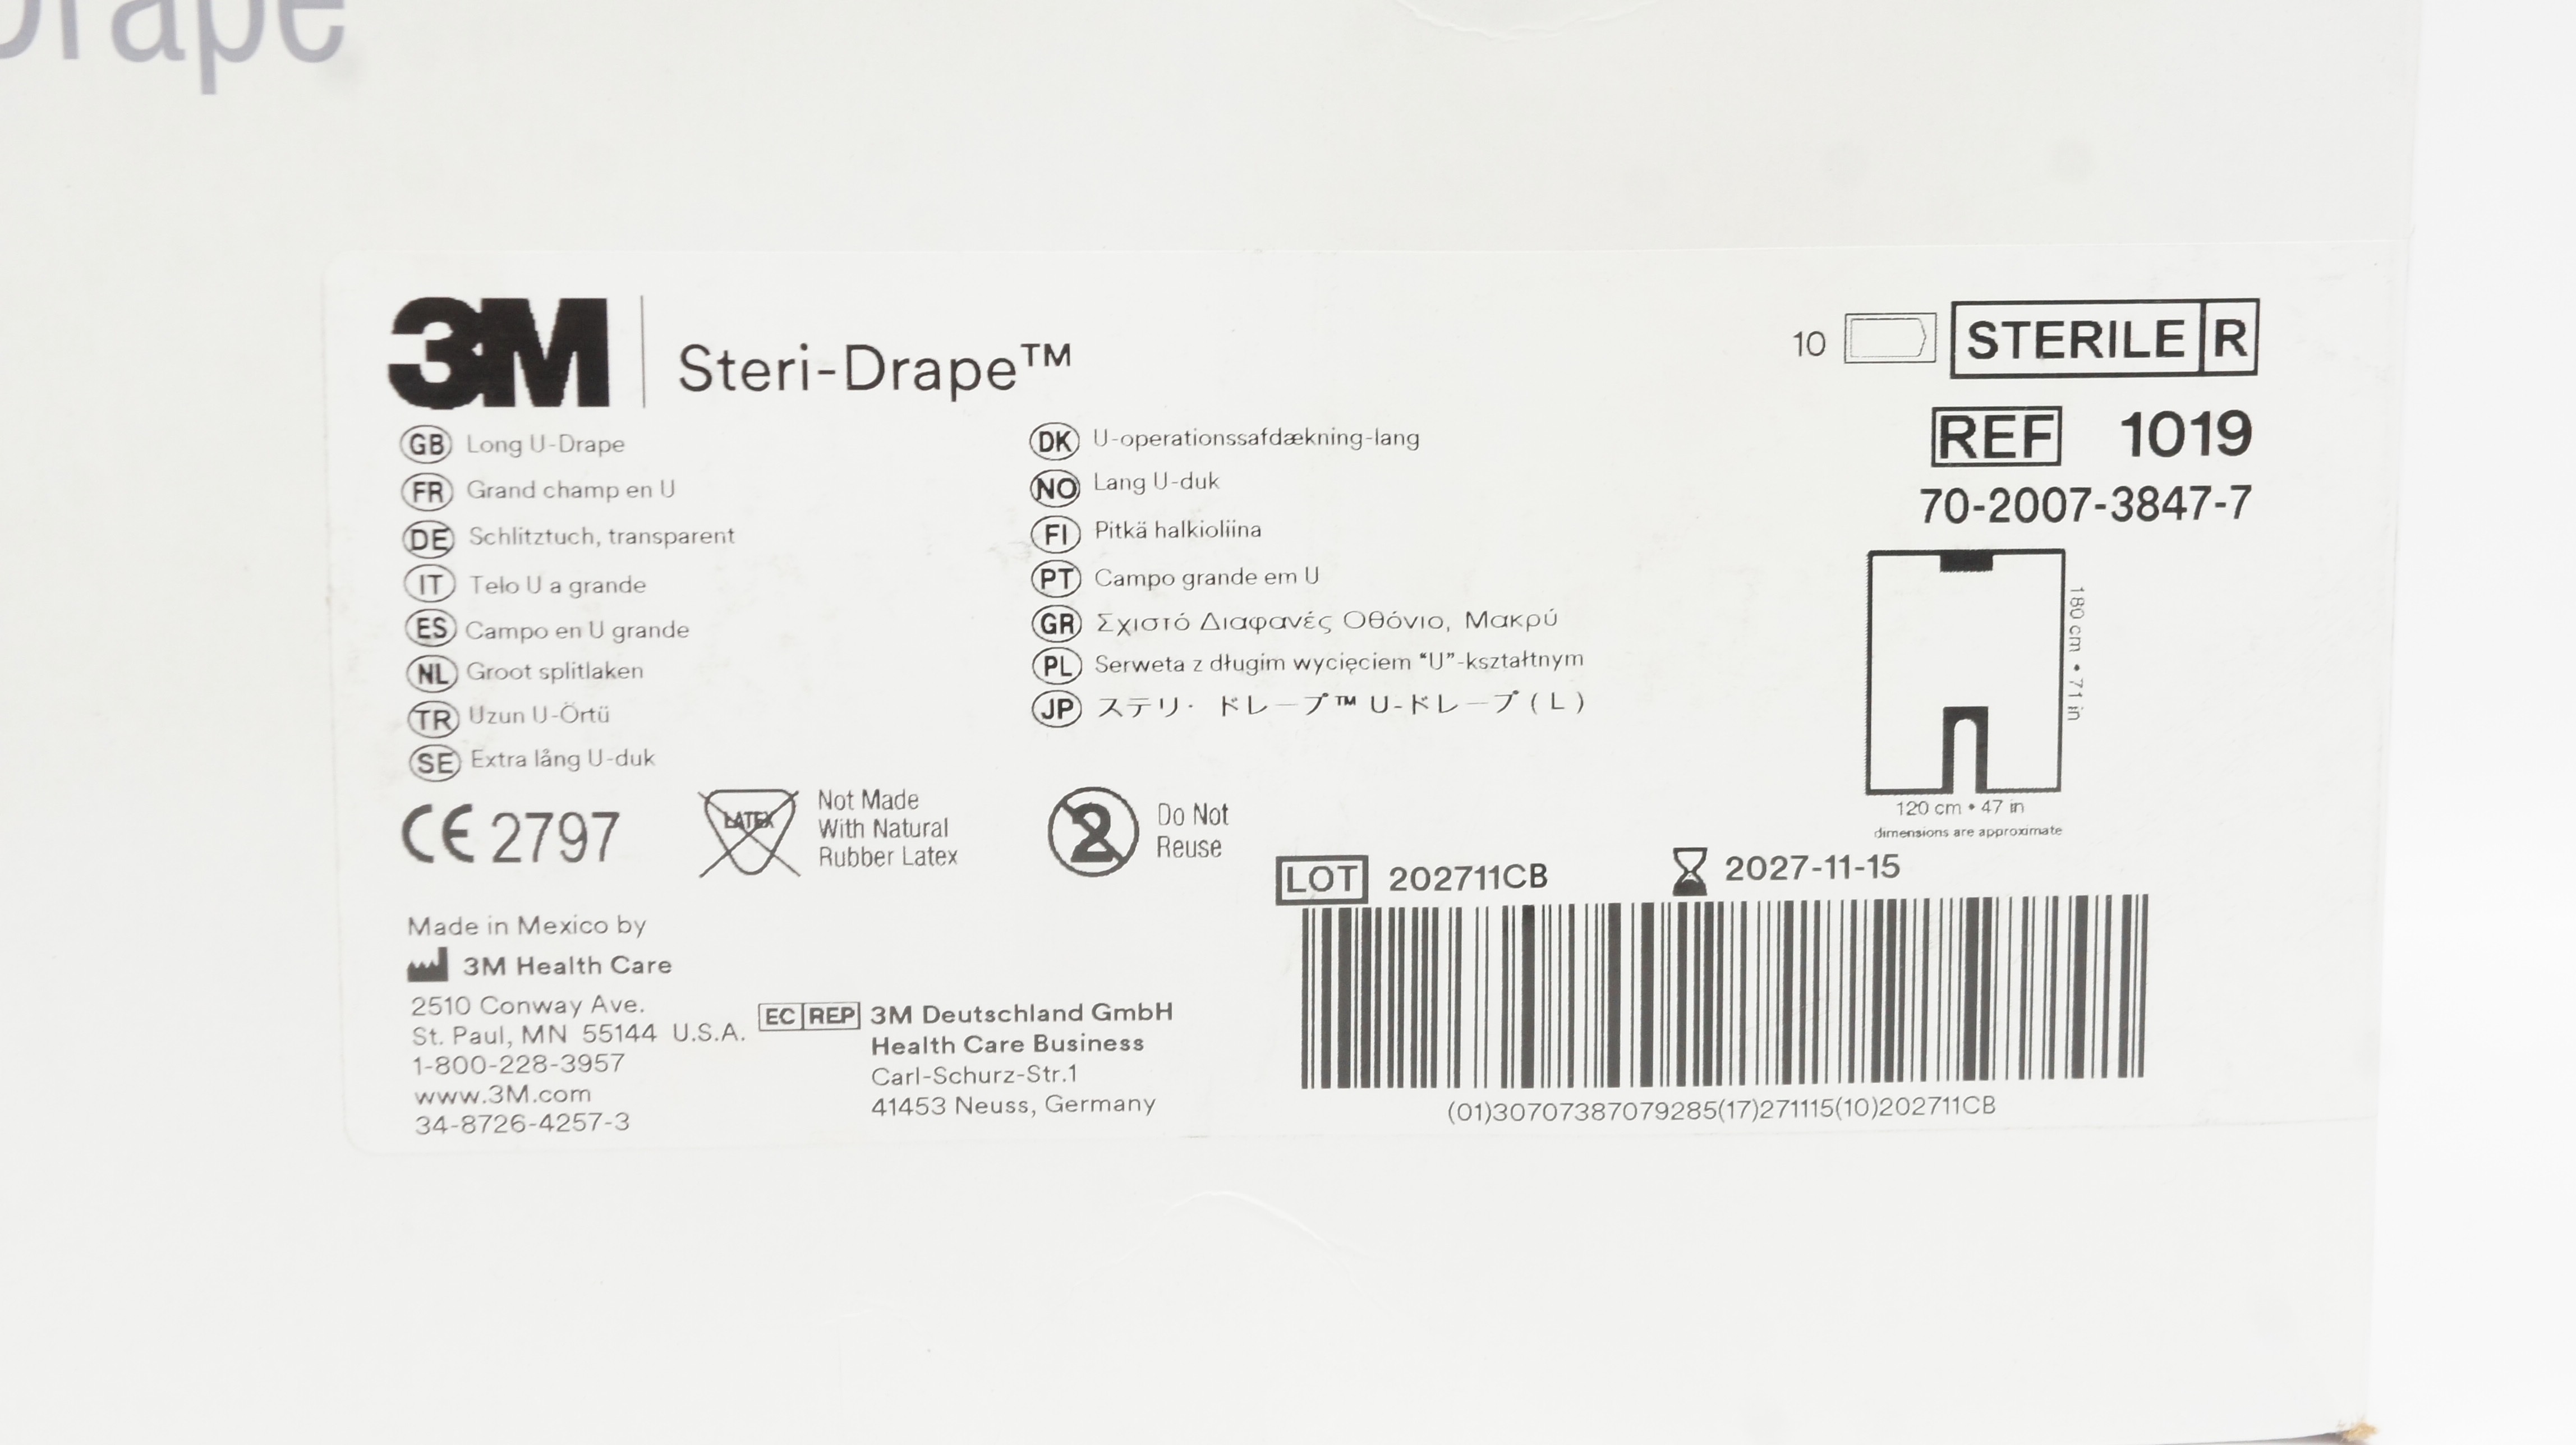 Drape
3M
Steri-Drape™
GB Long U-Drape
FR Grand champ en U
DE Schlitztuch, transparent
IT Telo U a grande
ES Campo en U grande
NL Groot splitlaken
TR Uzun U-Örtü
SE Extra lång U-duk
DK U-operationssafdækning-lang
NO Lang U-duk
FI Pitkä halkioliina
PT Campo grande em U
GR Σχιστό Διαφανές Οθόνιο, Μακρύ
PL Serweta z długim wycięciem “U”-kształtnym
JP ステリ・ドレープ™ U-ドレープ(L)
10 STERILE R
REF 1019
70-2007-3847-7
180 cm • 71 in
120 cm • 47 in
dimensions are approximate
CE 2797
LATEX
Not Made
With Natural
Rubber Latex
2
Do Not
Reuse
LOT 202711CB
2027-11-15
(01)30707387079285(17)271115(10)202711CB
Made in Mexico by
3M Health Care
2510 Conway Ave.
St. Paul, MN 55144 U.S.A.
1-800-228-3957
www.3M.com
34-8726-4257-3
EC REP 3M Deutschland GmbH
Health Care Business
Carl-Schurz-Str.1
41453 Neuss, Germany